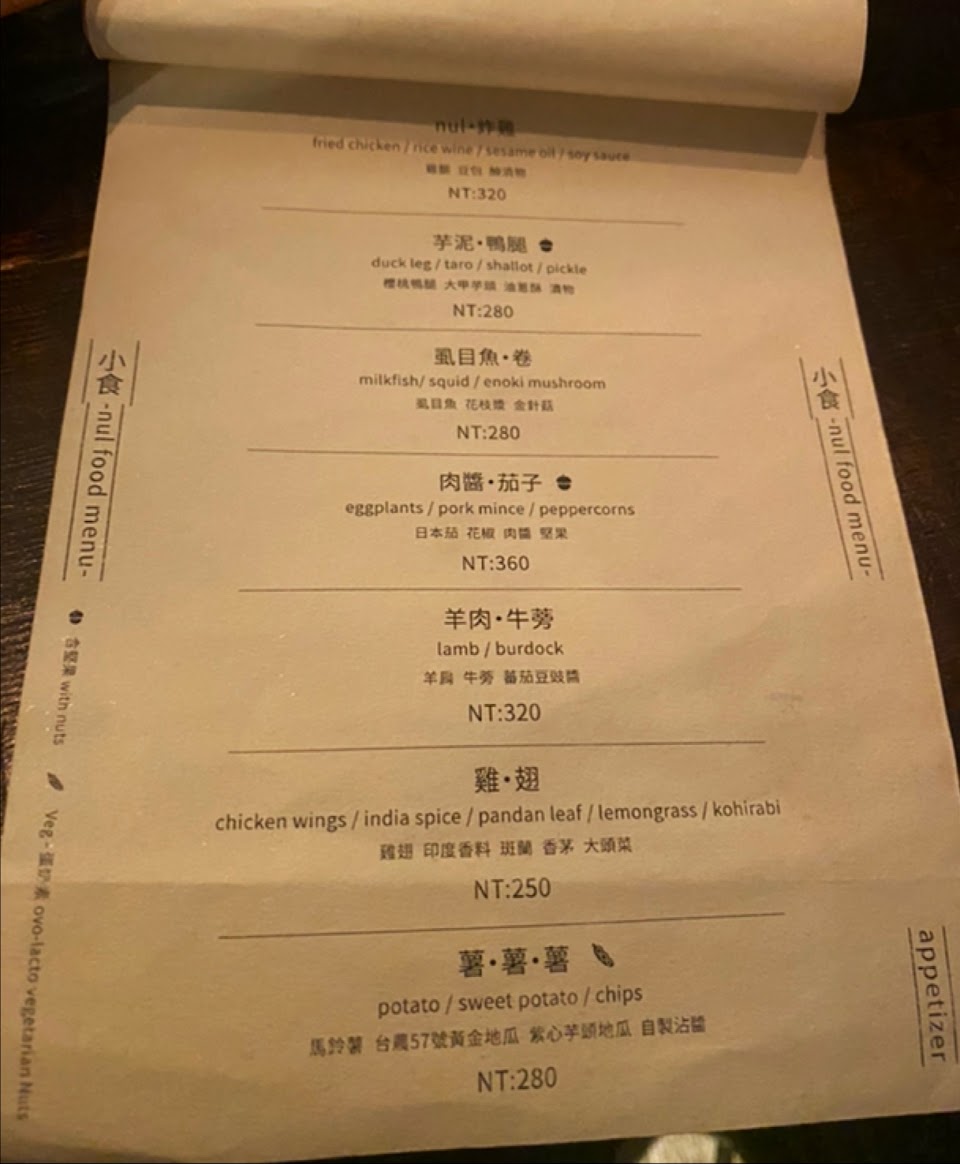 nul·炸雞
fried chicken / rice wine / sesame oil / soy sauce
雞腿 豆包 醃漬物
NT:320
芋泥·鴨腿
duck leg / taro / shallot / pickle
櫻桃鴨腿 大甲芋頭 油蔥酥 漬物
NT:280
虱目魚·卷
milkfish/ squid / enoki mushroom
虱目魚 花枝漿 金針菇
NT:280
肉醬·茄子
eggplants / pork mince / peppercorns
日本茄 花椒 肉醬 堅果
NT:360
羊肉·牛蒡
lamb / burdock
羊肩 牛蒡 蕃茄豆豉醬
NT:320
雞·翅
chicken wings / india spice / pandan leaf / lemongrass / kohirabi
雞翅 印度香料 斑蘭 香茅 大頭菜
NT:250
薯·薯·薯
potato / sweet potato / chips
馬鈴薯 台農57號黃金地瓜 紫心芋頭地瓜 自製沾醬
NT:280
小食 -nul food menu-
含堅果 with nuts
Veg - 蛋奶素 ovo-lacto vegetarian Nuts
小食 -nul food menu-
appetizer